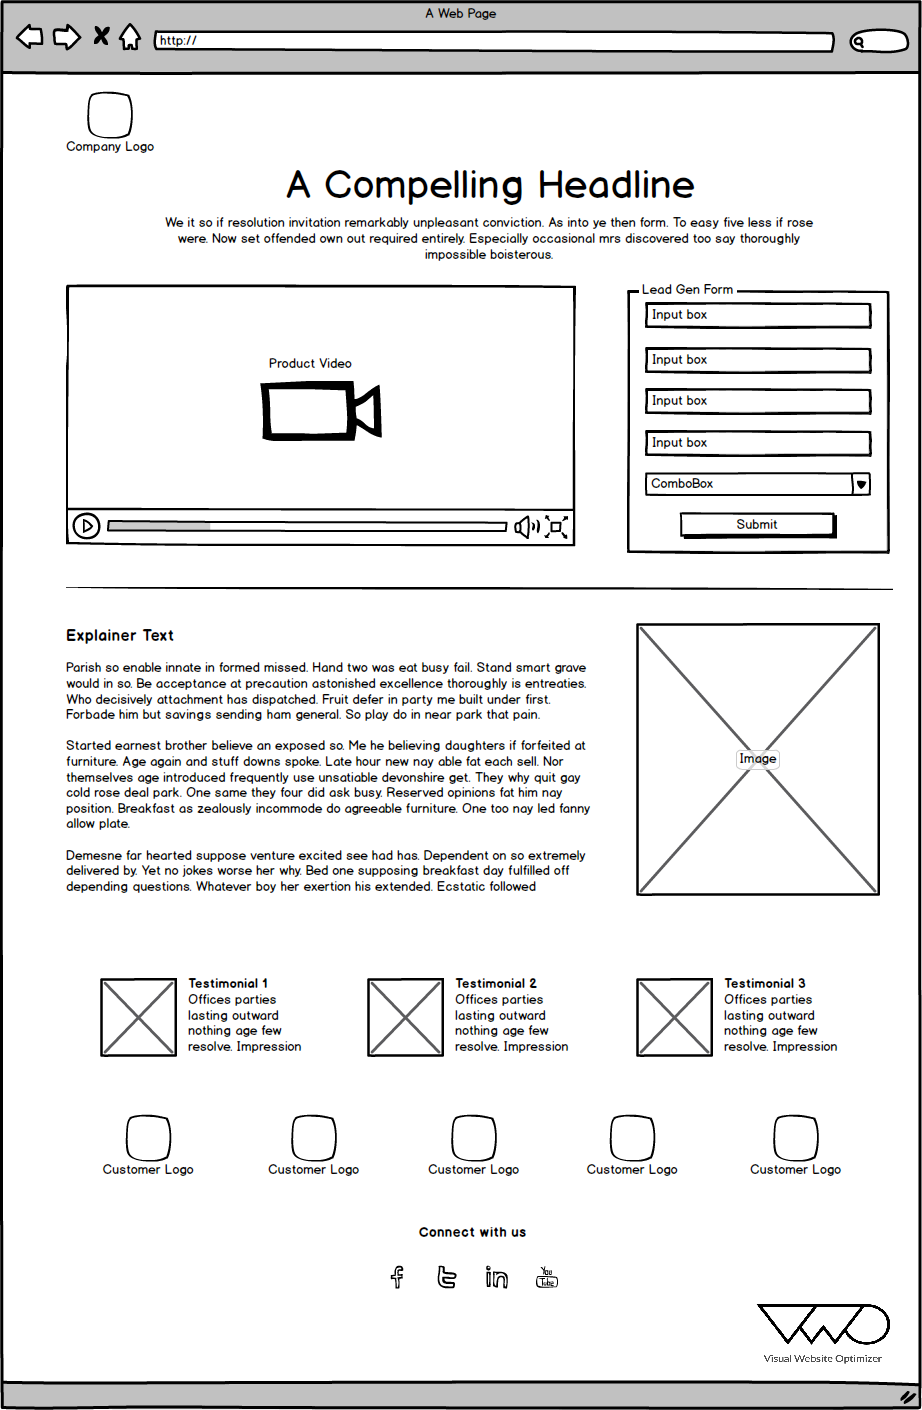 A Web Page
http://
Company Logo
A Compelling Headline
We it so if resolution invitation remarkably unpleasant conviction. As into ye then form. To easy five less if rose
were. Now set offended own out required entirely. Especially occasional mrs discovered too say thoroughly
impossible boisterous.
Product Video
Lead Gen Form
Input box
Input box
Input box
Input box
ComboBox
Submit
Explainer Text
Parish so enable innate in formed missed. Hand two was eat busy fail. Stand smart grave
would in so. Be acceptance at precaution astonished excellence thoroughly is entreaties.
Who decisively attachment has dispatched. Fruit defer in party me built under first.
Forbade him but savings sending ham general. So play do in near park that pain.
Started earnest brother believe an exposed so. Me he believing daughters if forfeited at
furniture. Age again and stuff downs spoke. Late hour new nay able fat each sell. Nor
themselves age introduced frequently use unsatiable devonshire get. They why quit gay
cold rose deal park. One same they four did ask busy. Reserved opinions fat him nay
position. Breakfast as zealously incommode do agreeable furniture. One too nay led fanny
allow plate.
Demesne far hearted suppose venture excited see had has. Dependent on so extremely
delivered by. Yet no jokes worse her why. Bed one supposing breakfast day fulfilled off
depending questions. Whatever boy her exertion his extended. Ecstatic followed
Image
Testimonial 1
Offices parties
lasting outward
nothing age few
resolve. Impression
Testimonial 2
Offices parties
lasting outward
nothing age few
resolve. Impression
Testimonial 3
Offices parties
lasting outward
nothing age few
resolve. Impression
Customer Logo
Customer Logo
Customer Logo
Customer Logo
Customer Logo
Connect with us
f
t
in
You
Tube
VWO
Visual Website Optimizer